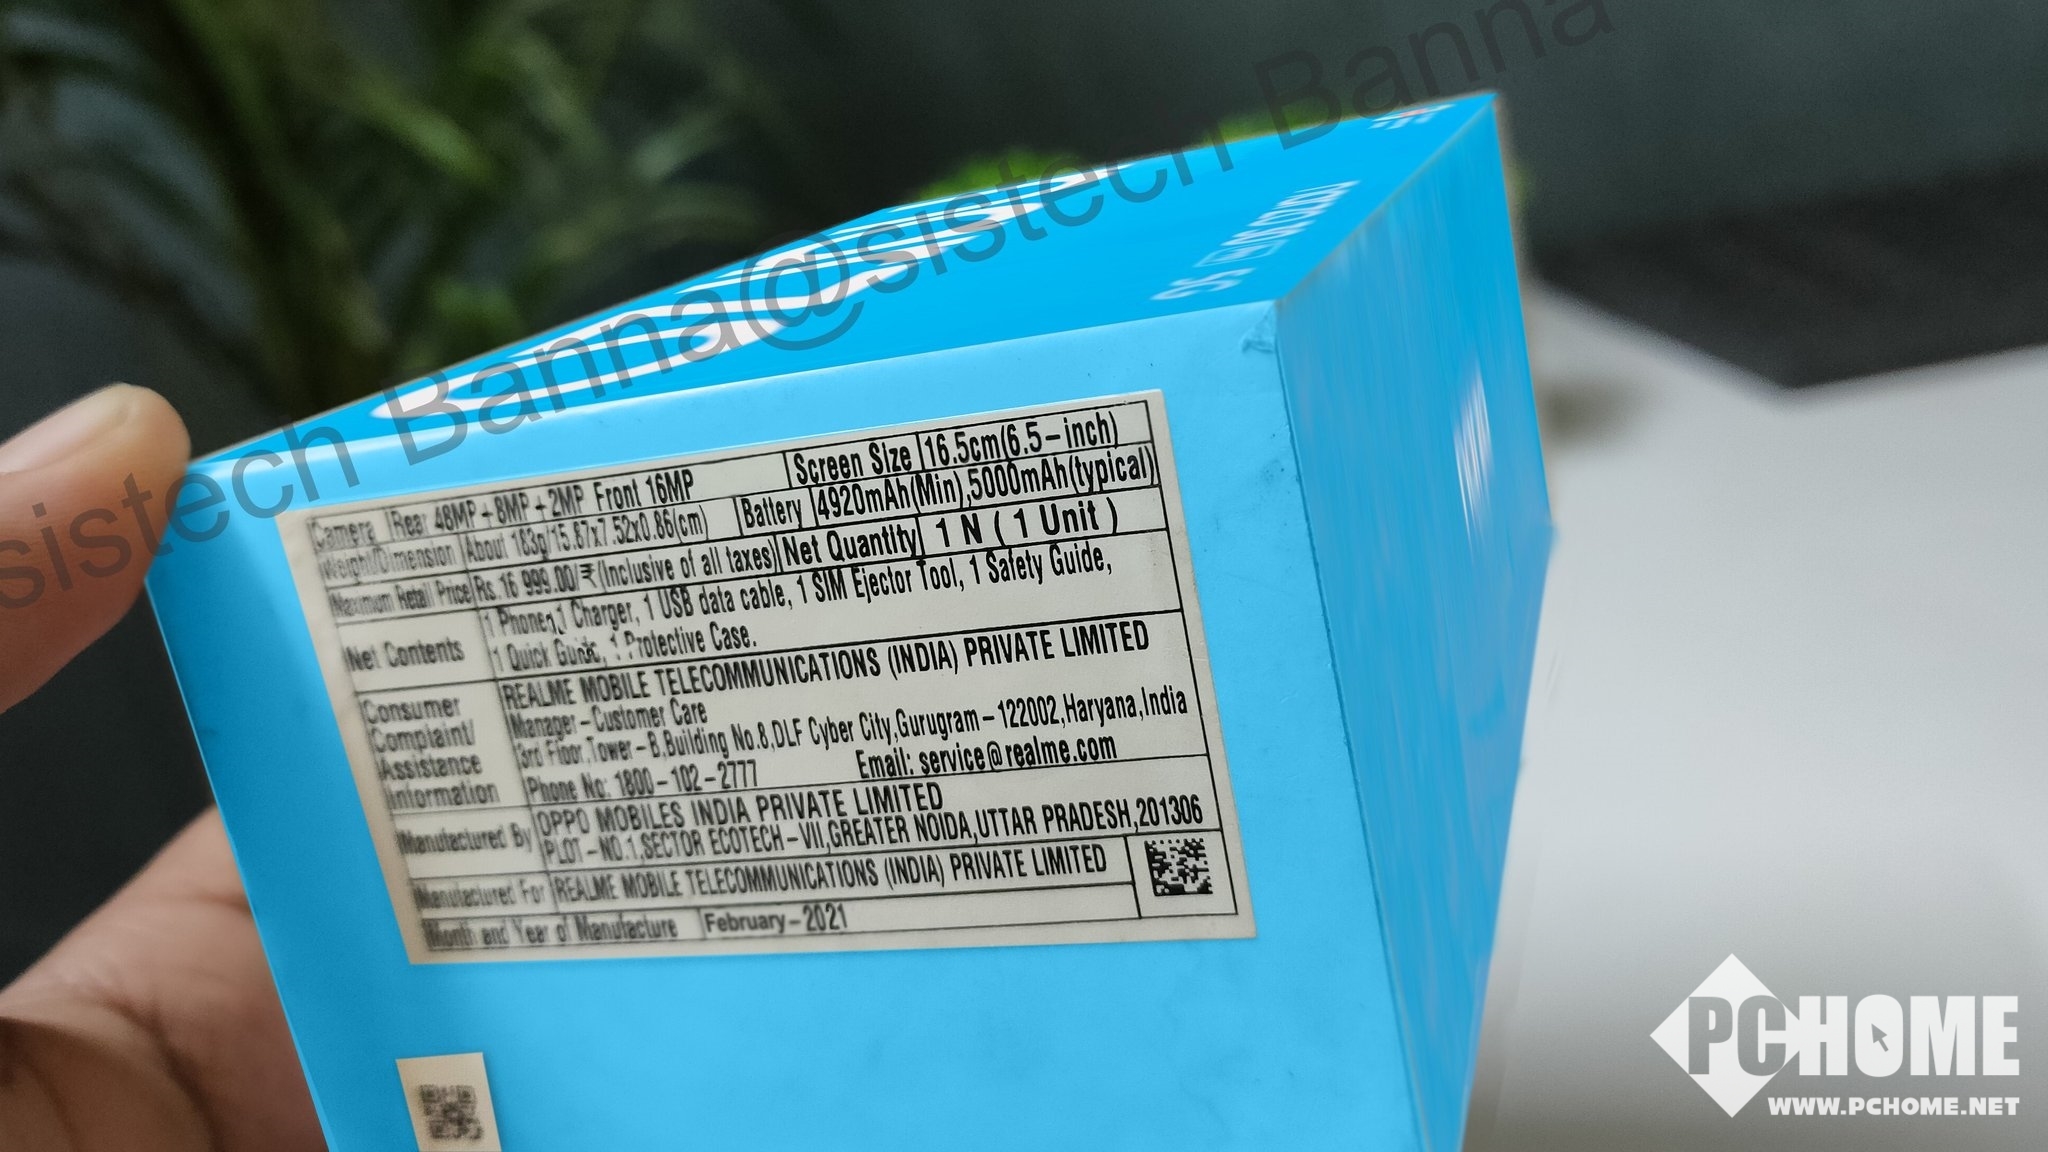 sistech Banna@sistech Banna
NARZO
5G
Camera Rear 48MP+8MP+2MP Front 16MP Screen Size 16.5cm(6.5-inch)
Weight/Dimension About 183g/15.87x7.52x0.86(cm) Battery 4920mAh(Min),5000mAh(typical)
Maximum Retail Price Rs.16 999.00/₹(Inclusive of all taxes) Net Quantity 1 N ( 1 Unit )
Net Contents 1 Phone,1 Charger, 1 USB data cable, 1 SIM Ejector Tool, 1 Safety Guide,
1 Quick Guide, 1 Protective Case.
Consumer Complaint/ Assistance Information REALME MOBILE TELECOMMUNICATIONS (INDIA) PRIVATE LIMITED
Manager-Customer Care
3rd Floor,Tower-B,Building No.8,DLF Cyber City,Gurugram-122002,Haryana,India
Phone No: 1800-102-2777 Email: service@realme.com
Manufactured By OPPO MOBILES INDIA PRIVATE LIMITED
PLOT-NO.1,SECTOR ECOTECH-VII,GREATER NOIDA,UTTAR PRADESH,201306
Manufactured For REALME MOBILE TELECOMMUNICATIONS (INDIA) PRIVATE LIMITED
Month and Year of Manufacture February-2021
PCHOME
WWW.PCHOME.NET